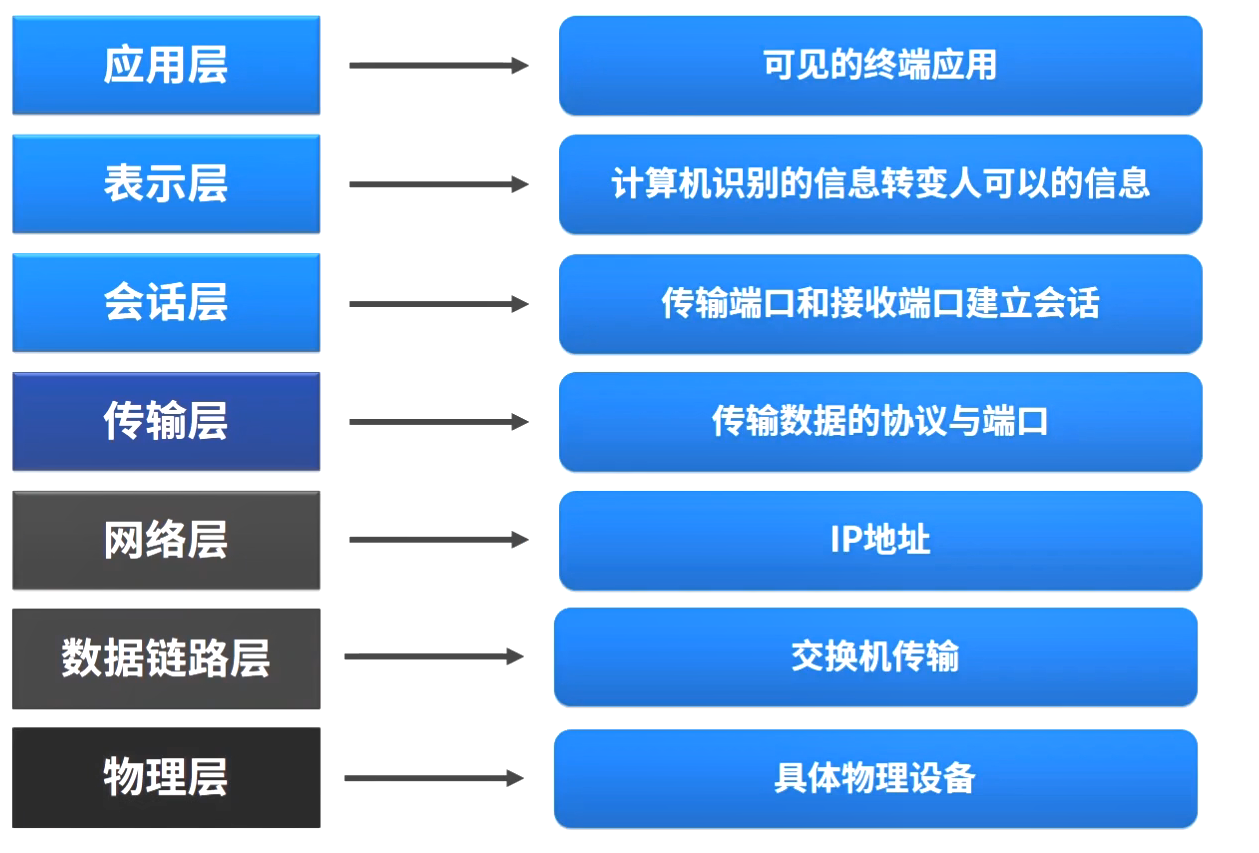 应用层
可见的终端应用
表示层
计算机识别的信息转变人可以的信息
会话层
传输端口和接收端口建立会话
传输层
传输数据的协议与端口
网络层
IP地址
数据链路层
交换机传输
物理层
具体物理设备